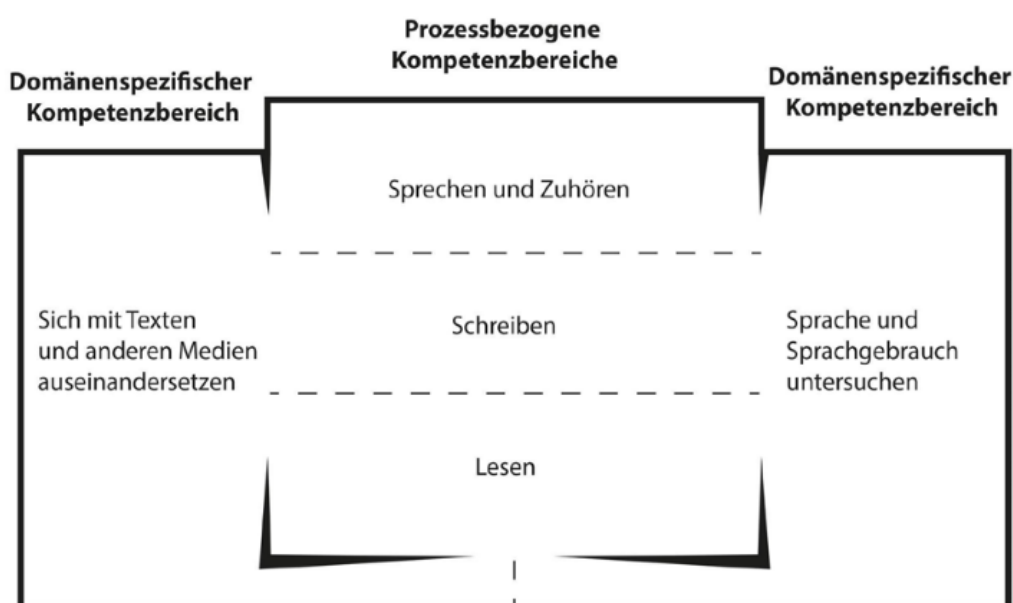 Prozessbezogene
Kompetenzbereiche
Domänenspezifischer
Kompetenzbereich
Domänenspezifischer
Kompetenzbereich
Sprechen und Zuhören
Sich mit Texten
und anderen Medien
auseinandersetzen
Schreiben
Sprache und
Sprachgebrauch
untersuchen
Lesen